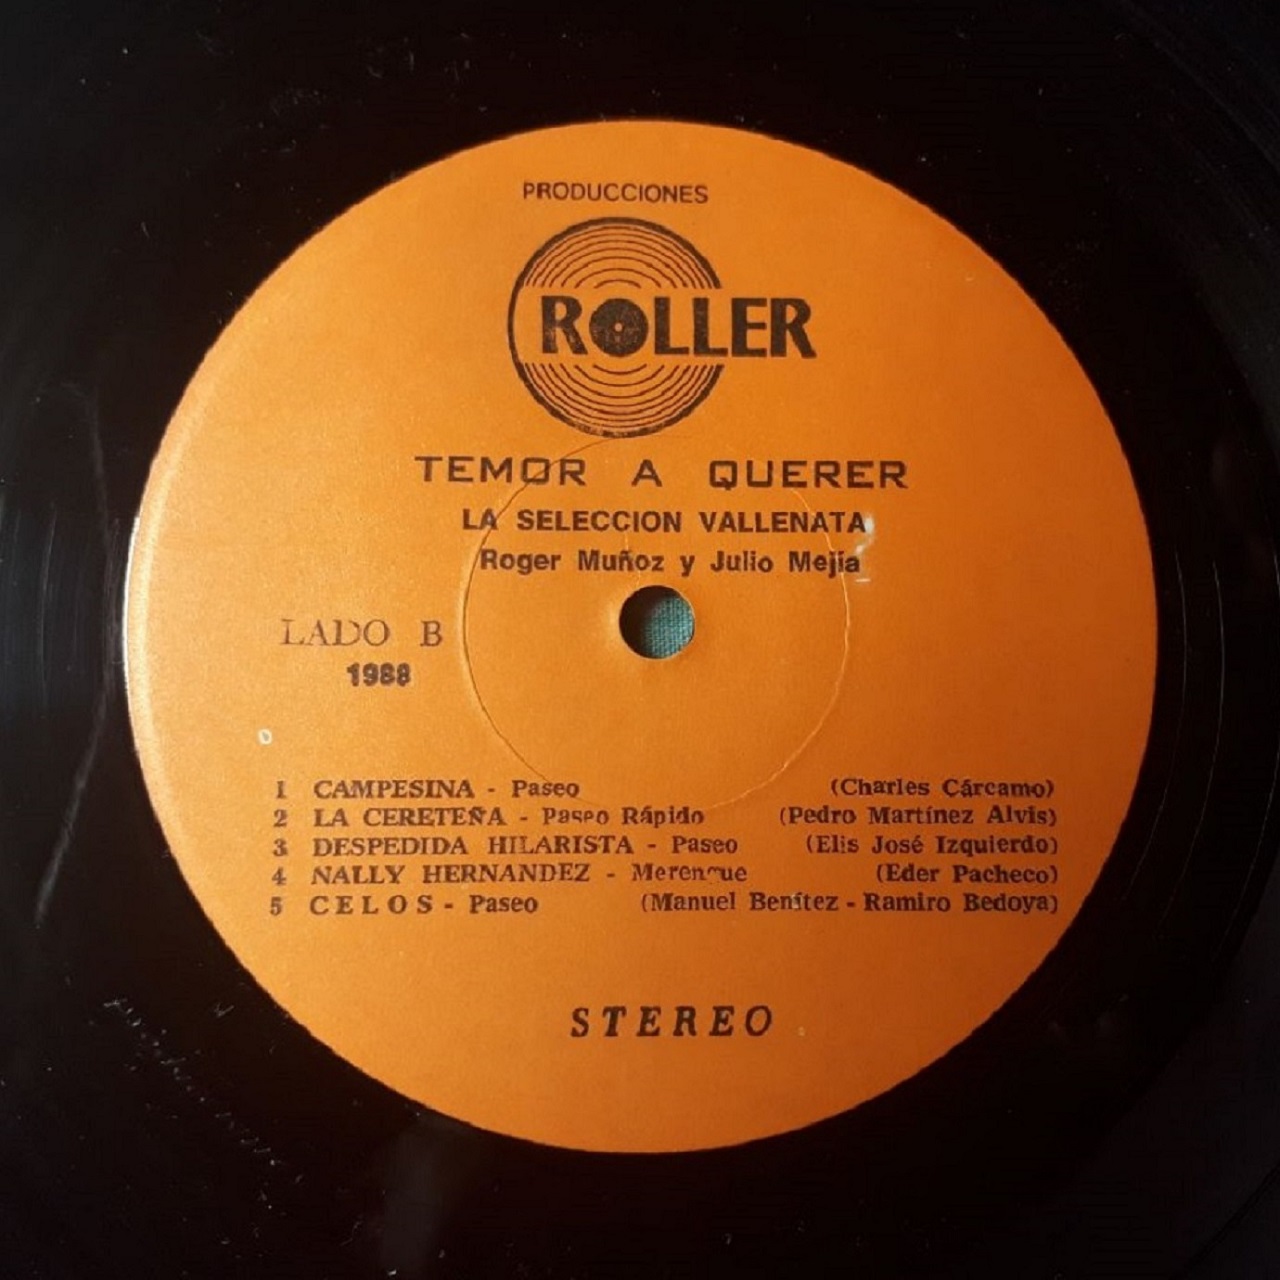 PRODUCCIONES
ROLLER
TEMOR A QUERER
LA SELECCION VALLENATA
Roger Muñoz y Julio Mejía
LADO B
1988
1 CAMPESINA - Paseo (Charles Cárcamo)
2 LA CERETEÑA - Paseo Rápido (Pedro Martínez Alvis)
3 DESPEDIDA HILARISTA - Paseo (Elis José Izquierdo)
4 NALLY HERNANDEZ - Merengue (Eder Pacheco)
5 CELOS - Paseo (Manuel Benítez - Ramiro Bedoya)
STEREO